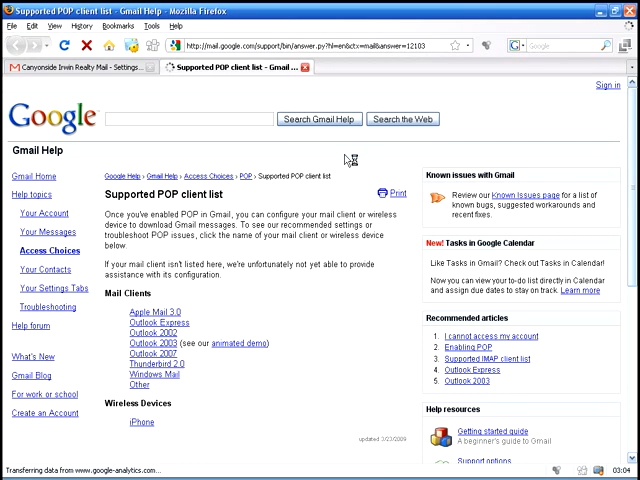 Supported POP client list - Gmail Help - Mozilla Firefox
File Edit View History Bookmarks Tools Help
http://mail.google.com/support/bin/answer.py?hl=en&ctx=mail&answer=12103
Google
Canyonside Irwin Realty Mail - Settings...
Supported POP client list - Gmail ...
Sign in
Google
Search Gmail Help
Search the Web
Gmail Help
Gmail Home
Help topics
Your Account
Your Messages
Access Choices
Your Contacts
Your Settings Tabs
Troubleshooting
Help forum
What's New
Gmail Blog
For work or school
Create an Account
Google Help › Gmail Help › Access Choices › POP › Supported POP client list
Supported POP client list
Print
Once you've enabled POP in Gmail, you can configure your mail client or wireless
device to download Gmail messages. To see our recommended settings or
troubleshoot POP issues, click the name of your mail client or wireless device
below.
If your mail client isn't listed here, we're unfortunately not yet able to provide
assistance with its configuration.
Mail Clients
Apple Mail 3.0
Outlook Express
Outlook 2002
Outlook 2003 (see our animated demo)
Outlook 2007
Thunderbird 2.0
Windows Mail
Other
Wireless Devices
iPhone
updated 3/23/2009
Known issues with Gmail
Review our Known Issues page for a list
of known bugs, suggested workarounds and
recent fixes.
New! Tasks in Google Calendar
Like Tasks in Gmail? Check out Tasks in Calendar!
Now you can view your to-do list directly in Calendar
and assign due dates to stay on track. Learn more
Recommended articles
1. I cannot access my account
2. Enabling POP
3. Supported IMAP client list
4. Outlook Express
5. Outlook 2003
Help resources
Getting started guide
A beginner's guide to Gmail
Support options
Transferring data from www.google-analytics.com...
03:04